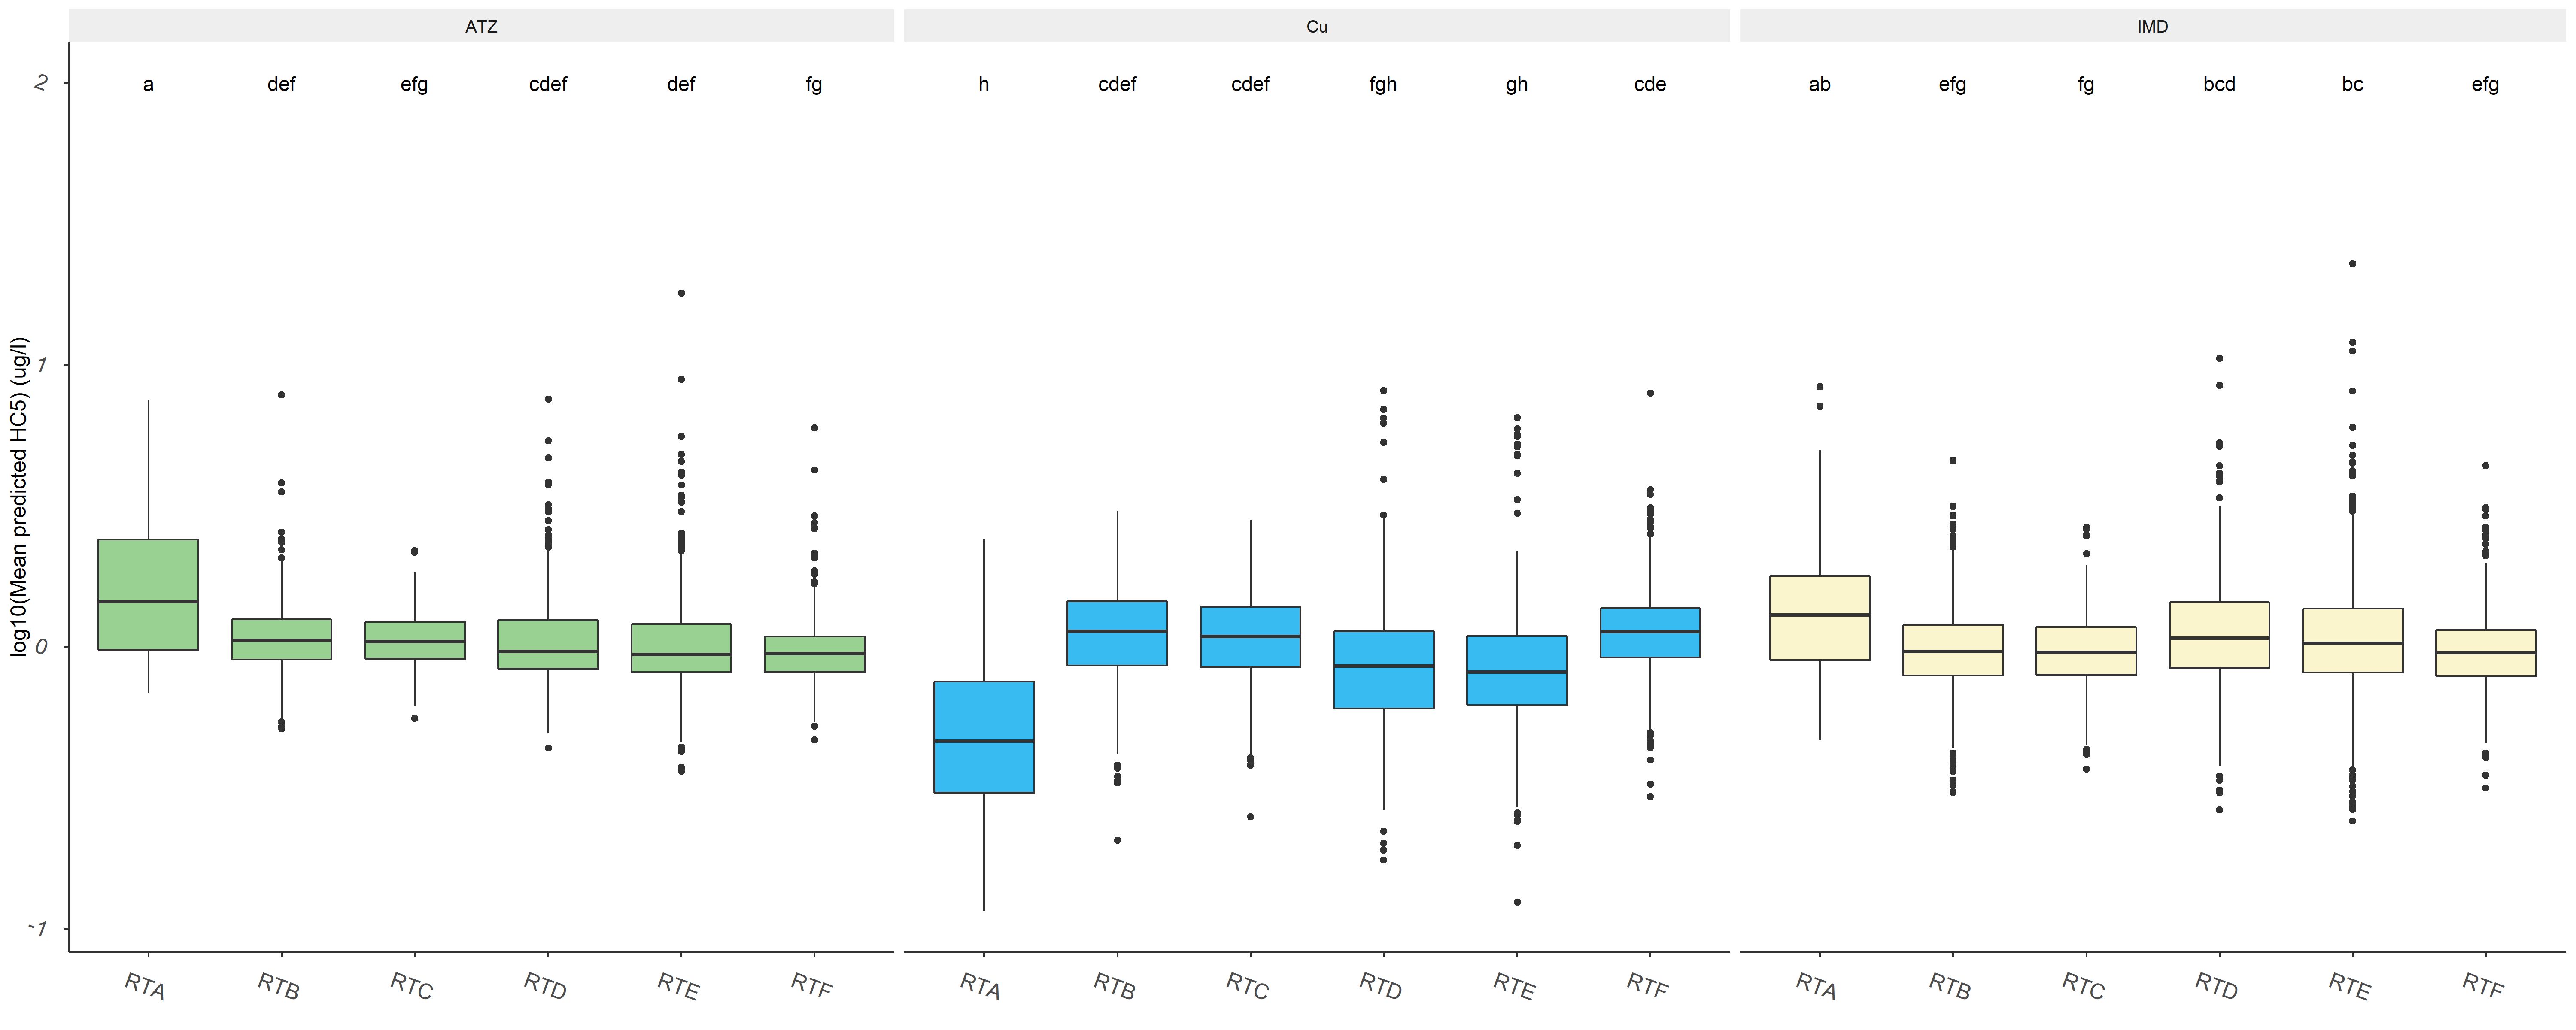 ATZ Cu IMD
a def efg cdef def fg h cdef cdef fgh gh cde ab efg fg bcd bc efg
2
1
0
-1
log10(Mean predicted HC5) (ug/l)
RTA RTB RTC RTD RTE RTF RTA RTB RTC RTD RTE RTF RTA RTB RTC RTD RTE RTF